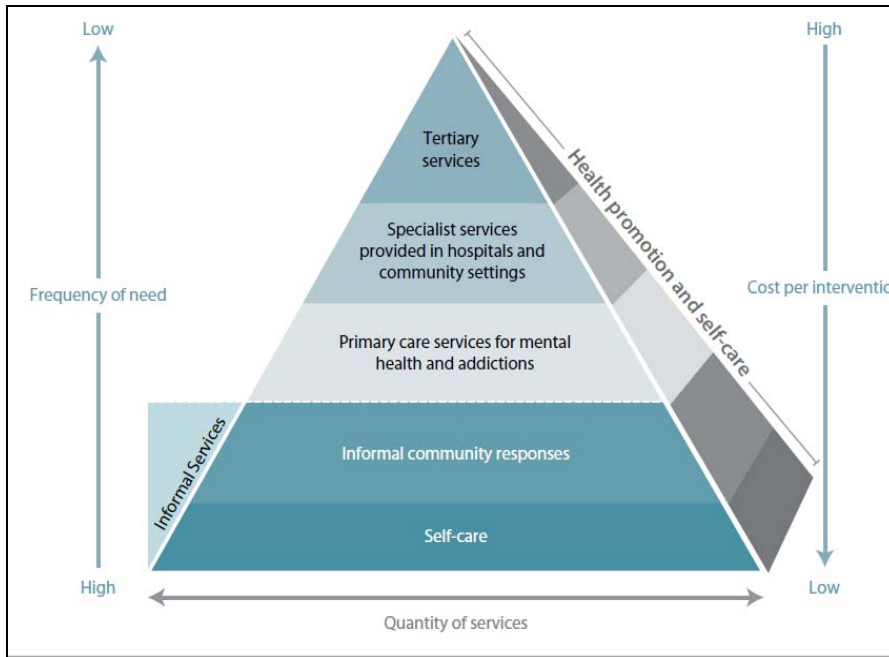 Low
High
Tertiary
services
Specialist services
provided in hospitals and
community settings
Health promotion and self-care
Frequency of need
Cost per interventio
Primary care services for mental
health and addictions
Informal Services
Informal community responses
Self-care
High
Low
Quantity of services